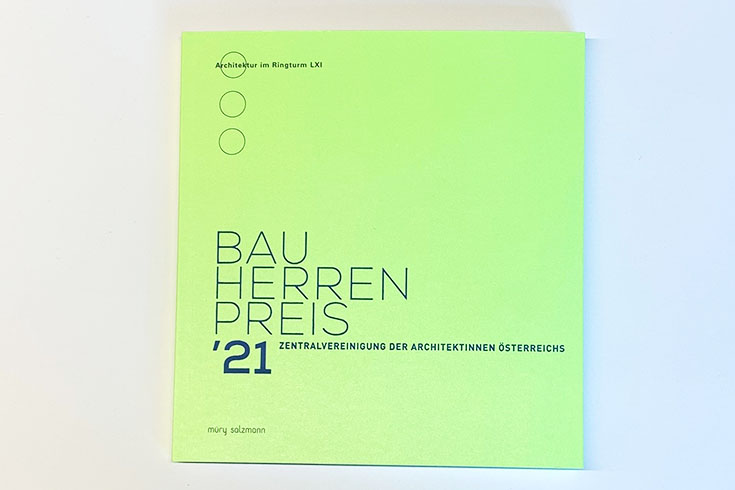 Architektur im Ringturm LXI
BAU
HERREN
PREIS
'21 ZENTRALVEREINIGUNG DER ARCHITEKTINNEN ÖSTERREICHS
müry salzmann